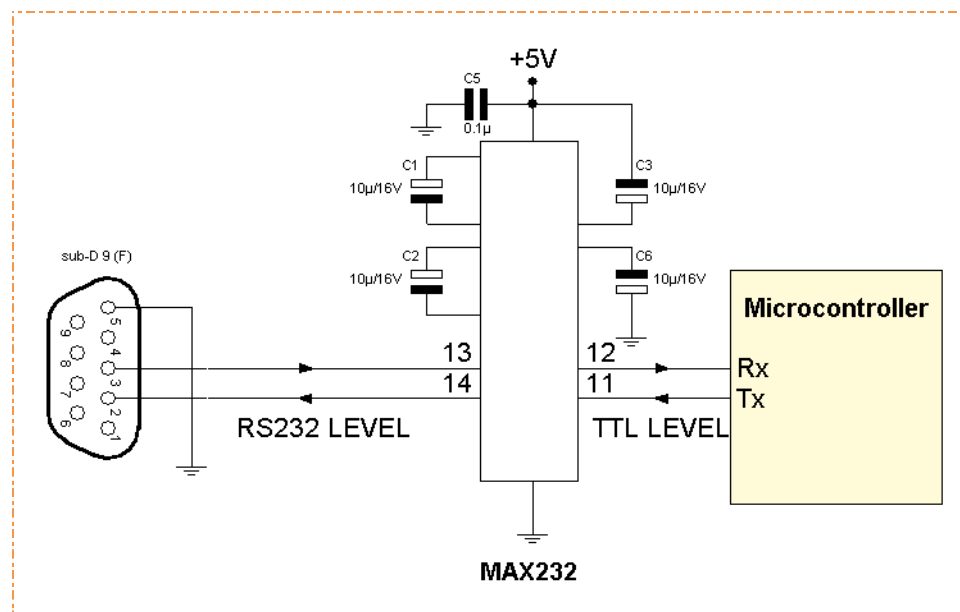 +5V
C5
0.1µ
C1
10µ/16V
C3
10µ/16V
C2
10µ/16V
C6
10µ/16V
sub-D 9 (F)
5
9
4
8
3
7
2
6
1
Microcontroller
13
12
Rx
14
11
Tx
RS232 LEVEL
TTL LEVEL
MAX232